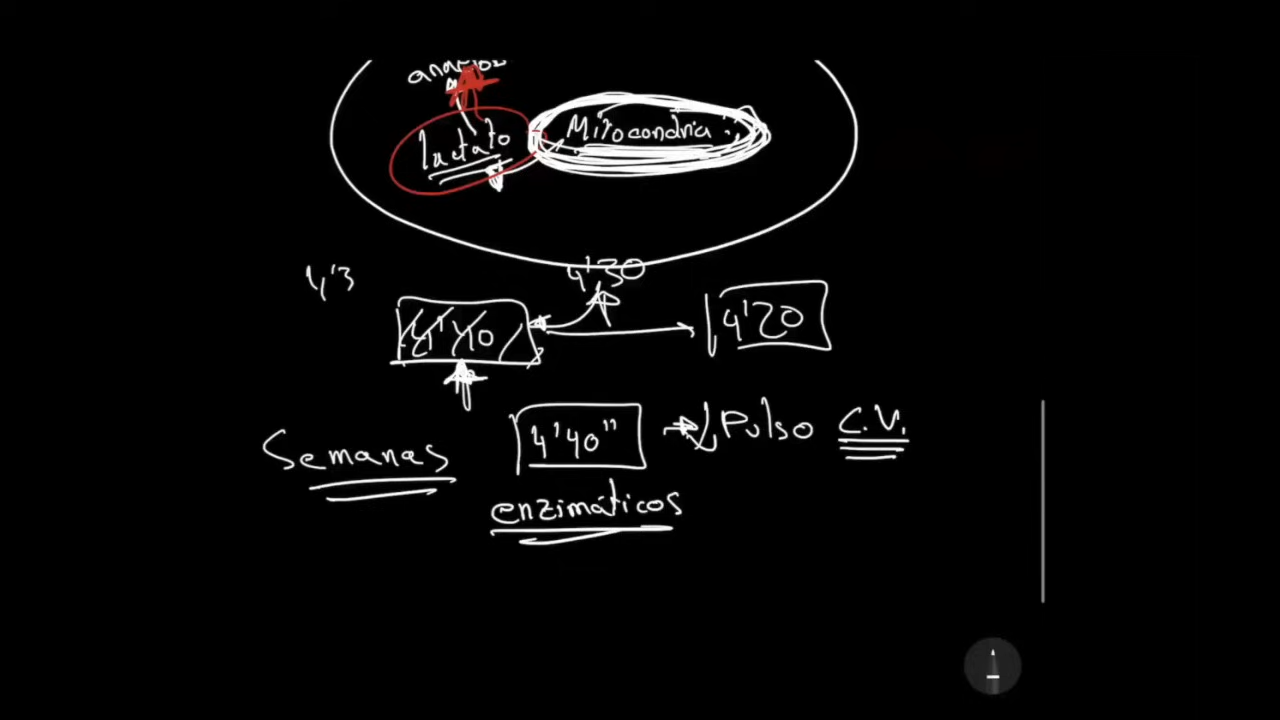 lactato Mitocondria
4'30
4'3
4'40 4'20
Semanas 4'40" → ↓ Pulso C.V.
enzimáticos